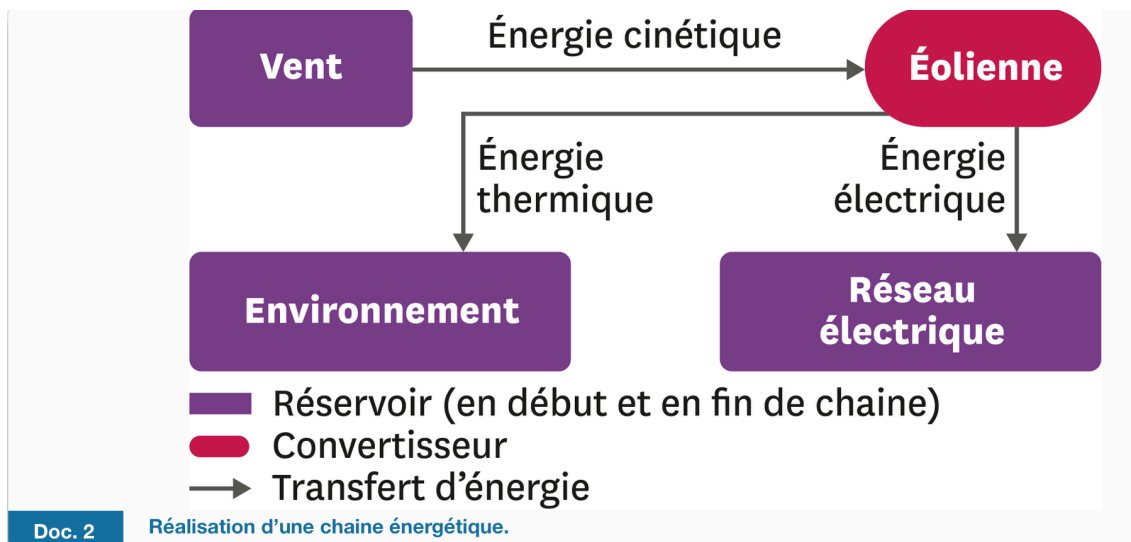 Vent
Énergie cinétique
Éolienne
Énergie
thermique
Énergie
électrique
Environnement
Réseau
électrique
Réservoir (en début et en fin de chaine)
Convertisseur
Transfert d'énergie
Doc. 2 Réalisation d'une chaine énergétique.